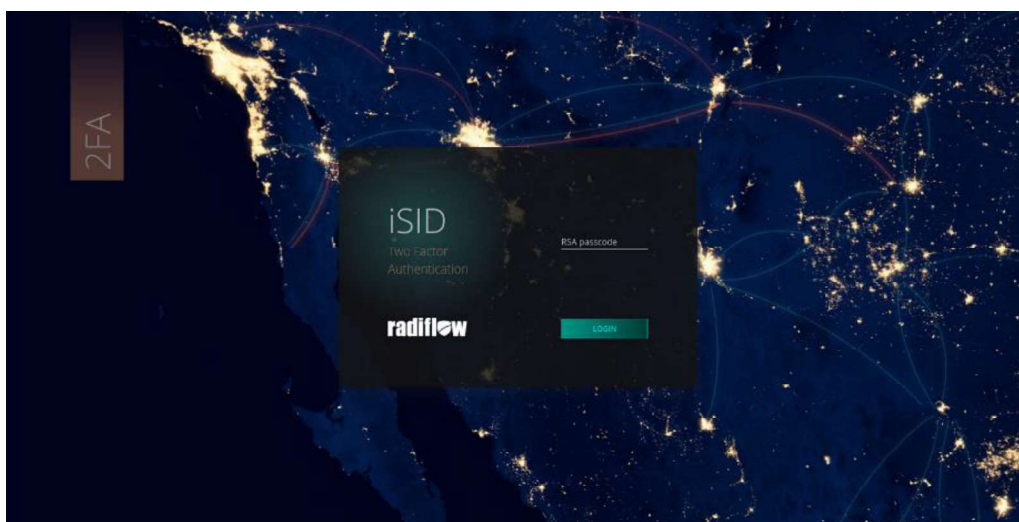 2FA
iSID
Two Factor
Authentication
radiflow
RSA passcode
LOGIN